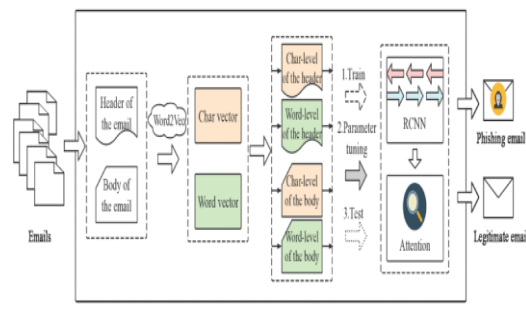 Emails
Header of
the email
Body of
the email
Word2Vec
Char vector
Word vector
Char-level
of the header
Word-level
of the header
Char-level
of the body
Word-level
of the body
1.Train
2.Parameter
tuning
3.Test
RCNN
Attention
Phishing email
Legitimate email